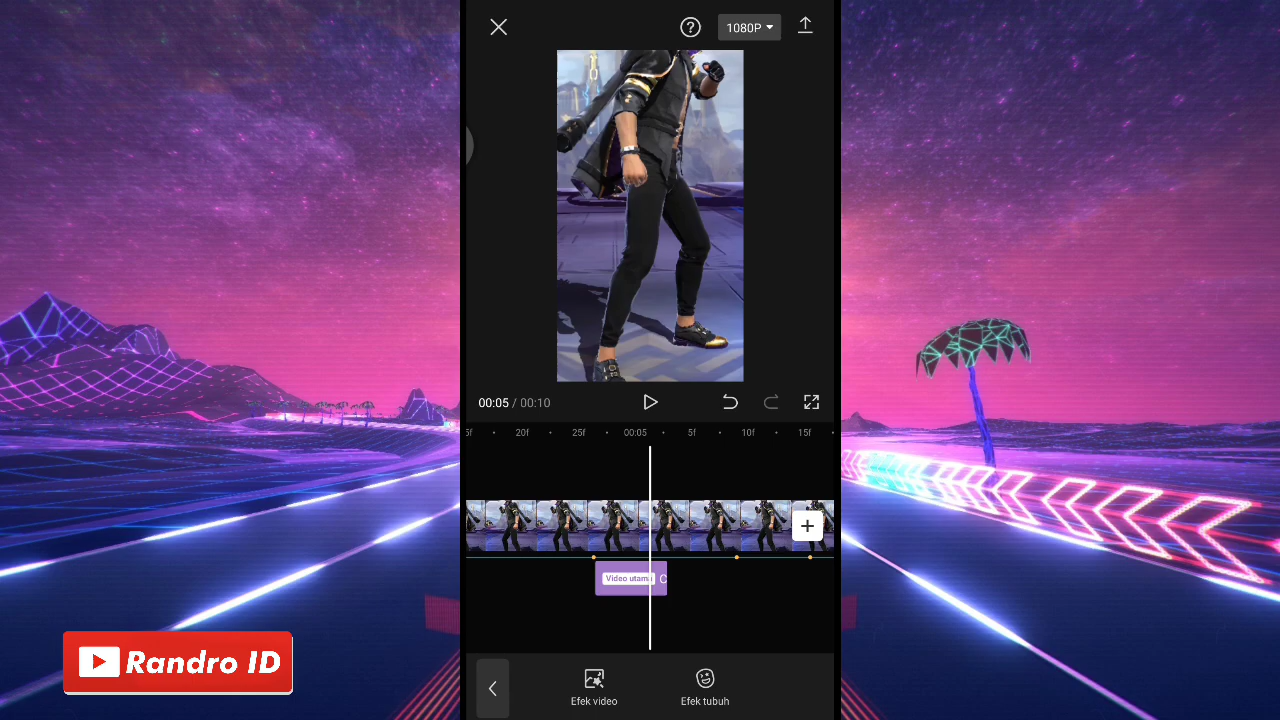 1080P
00:05 / 00:10
5f 20f 25f 00:05 5f 10f 15f
Video utama C
Efek video Efek tubuh
Randro ID